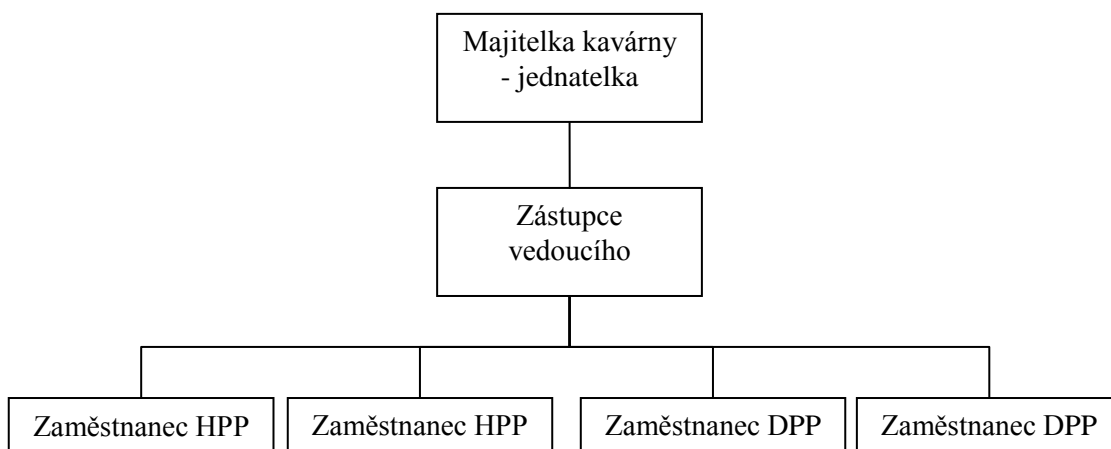 Majitelka kavárny
- jednatelka
Zástupce
vedoucího
Zaměstnanec HPP
Zaměstnanec HPP
Zaměstnanec DPP
Zaměstnanec DPP